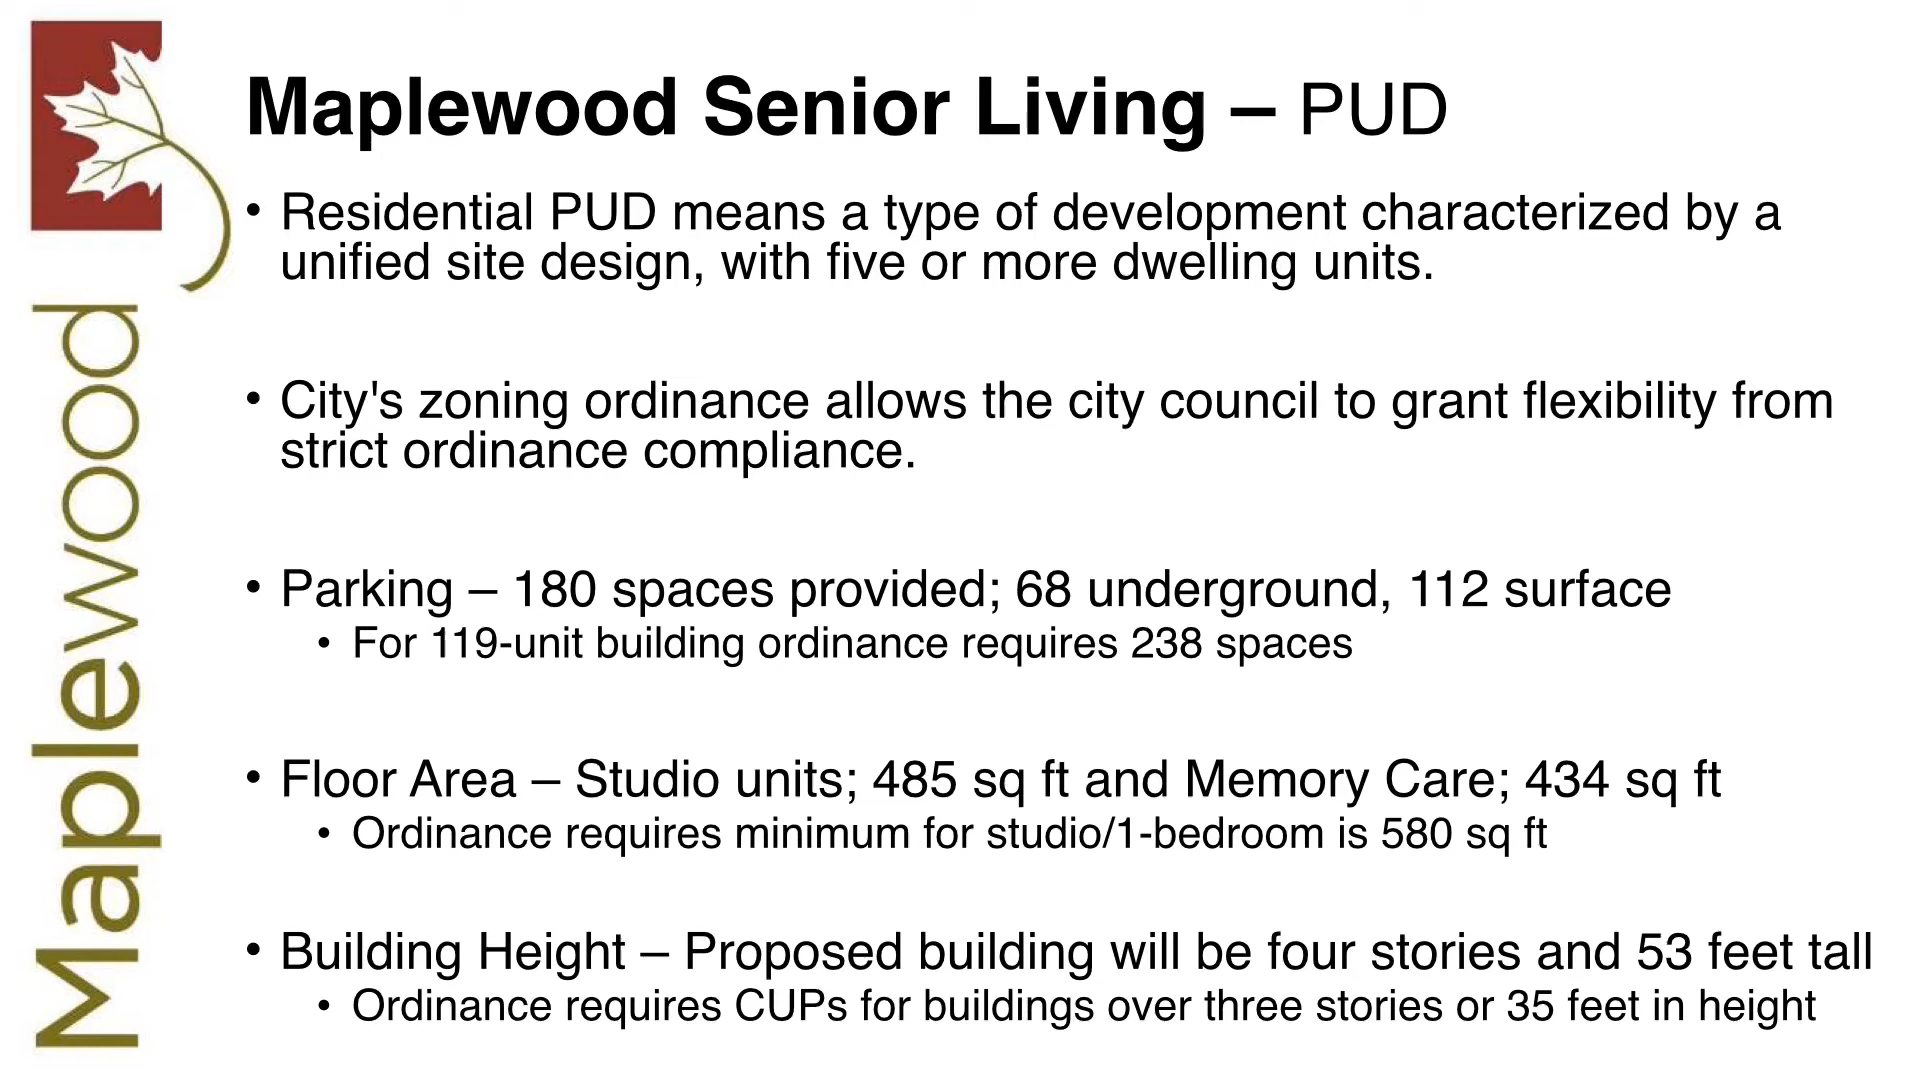 Maplewood
Maplewood Senior Living – PUD
• Residential PUD means a type of development characterized by a
unified site design, with five or more dwelling units.
• City's zoning ordinance allows the city council to grant flexibility from
strict ordinance compliance.
• Parking – 180 spaces provided; 68 underground, 112 surface
• For 119-unit building ordinance requires 238 spaces
• Floor Area – Studio units; 485 sq ft and Memory Care; 434 sq ft
• Ordinance requires minimum for studio/1-bedroom is 580 sq ft
• Building Height – Proposed building will be four stories and 53 feet tall
• Ordinance requires CUPs for buildings over three stories or 35 feet in height